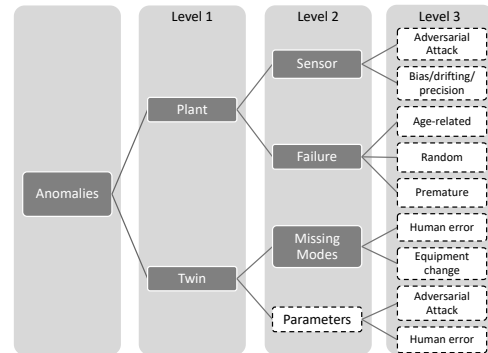 Level 1
Level 2
Level 3
Anomalies
Plant
Twin
Sensor
Failure
Missing
Modes
Parameters
Adversarial
Attack
Bias/drifting/
precision
Age-related
Random
Premature
Human error
Equipment
change
Adversarial
Attack
Human error